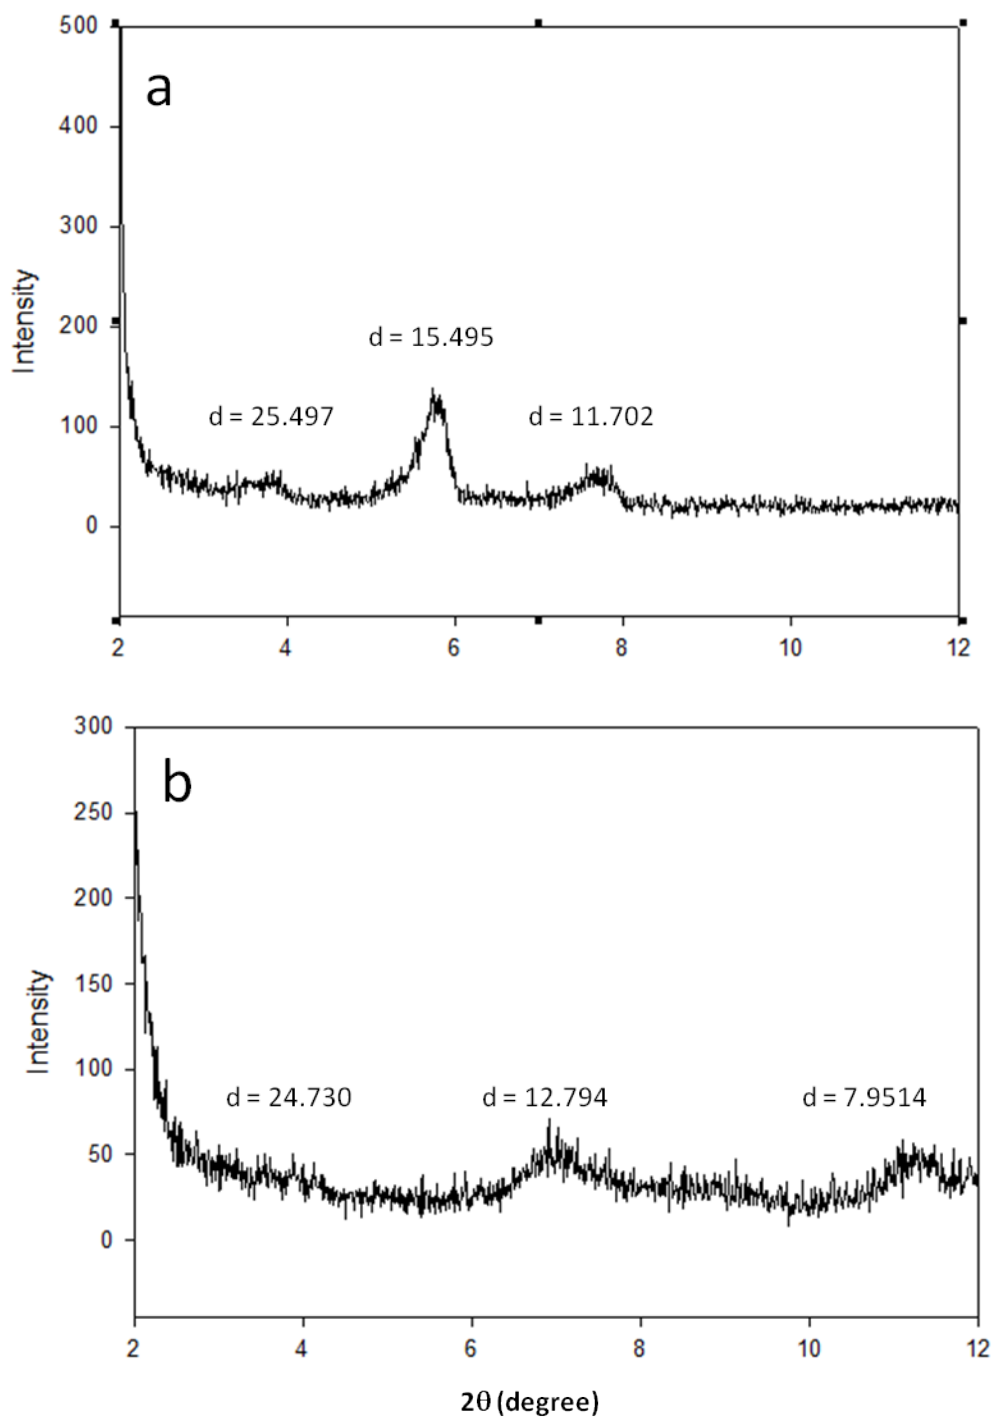 500
a
400
300
Intensity
200
d = 15.495
d = 25.497
d = 11.702
100
0
2 4 6 8 10 12
300
b
250
200
Intensity
150
100
d = 24.730 d = 12.794 d = 7.9514
50
0
2 4 6 8 10 12
2θ (degree)